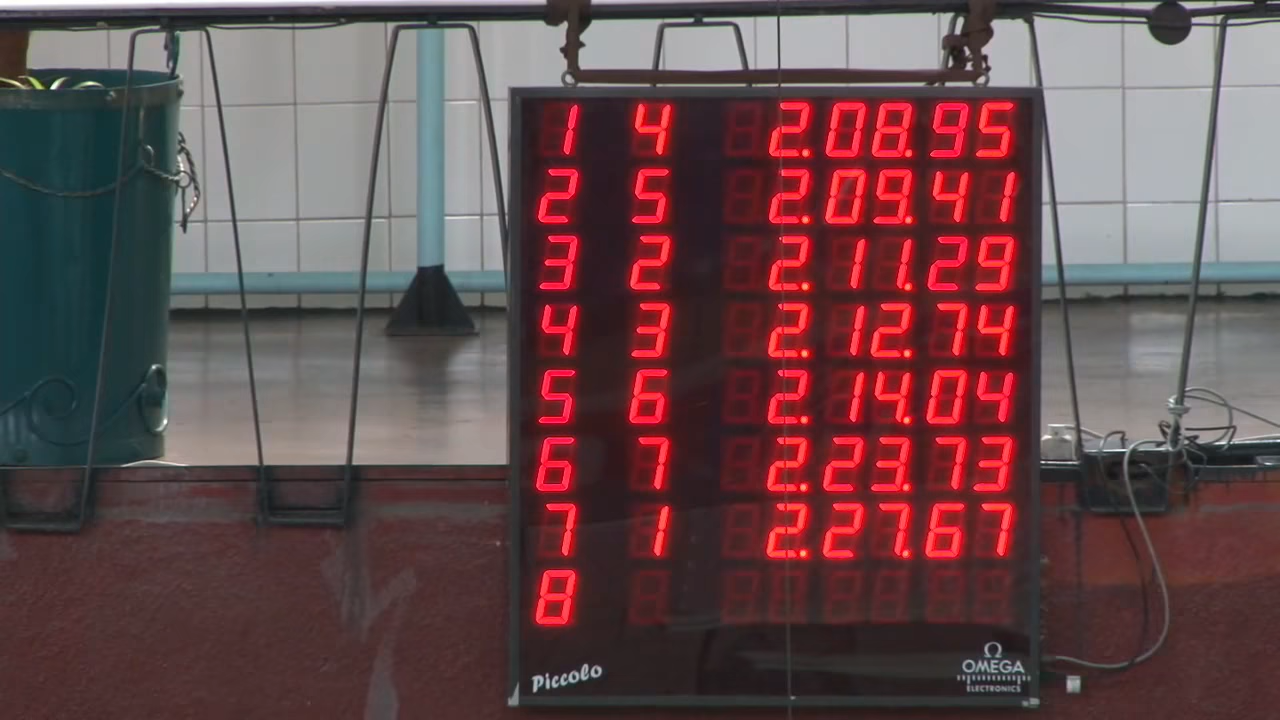 1 4 2.08.95
2 5 2.09.41
3 2 2.11.29
4 3 2.12.74
5 6 2.14.04
6 7 2.23.73
7 1 2.27.67
8
Piccolo
Ω
OMEGA
ELECTRONICS